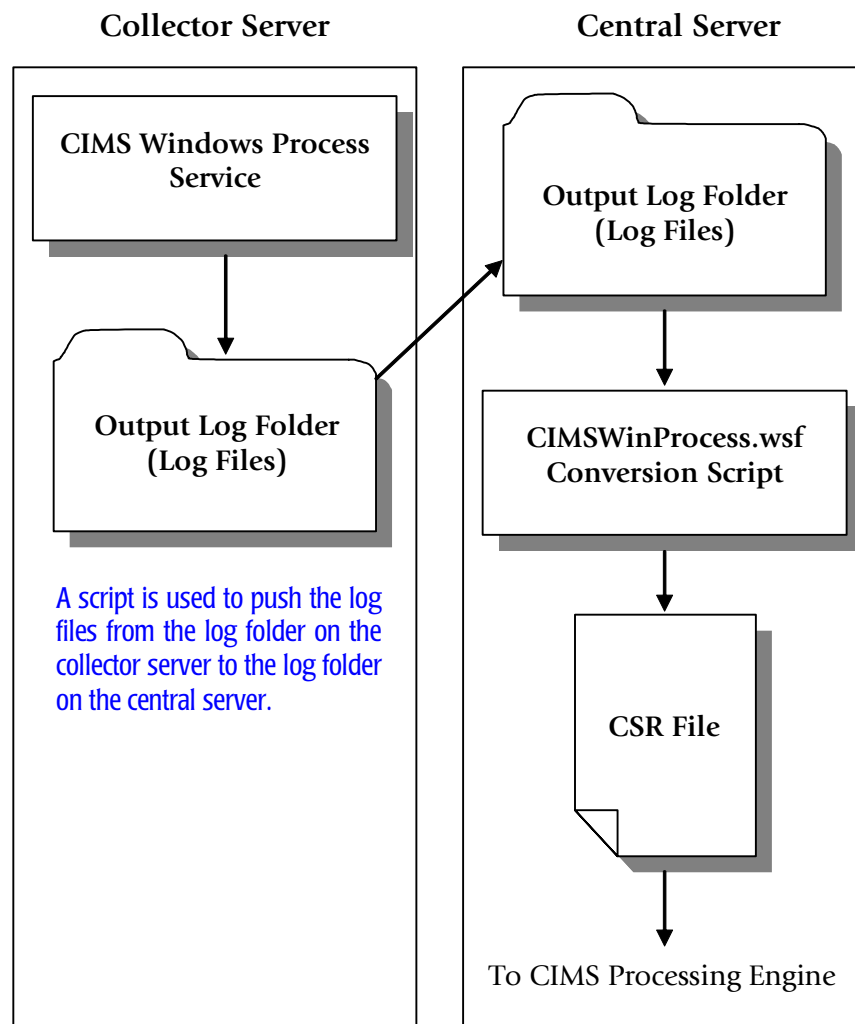 Collector Server
CIMS Windows Process
Service
Output Log Folder
(Log Files)
A script is used to push the log
files from the log folder on the
collector server to the log folder
on the central server.
Central Server
Output Log Folder
(Log Files)
CIMSWinProcess.wsf
Conversion Script
CSR File
To CIMS Processing Engine